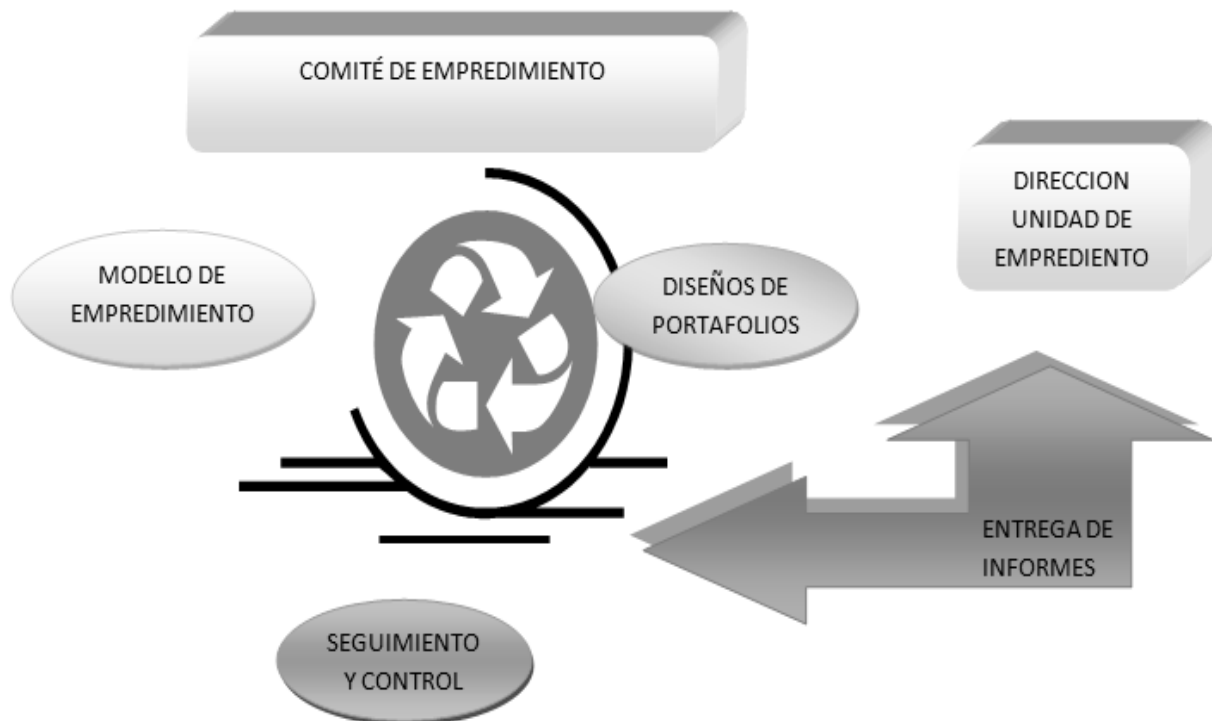 COMITÉ DE EMPREDIMIENTO
DIRECCION
UNIDAD DE
EMPREDIENTO
MODELO DE
EMPREDIMIENTO
DISEÑOS DE
PORTAFOLIOS
ENTREGA DE
INFORMES
SEGUIMIENTO
Y CONTROL